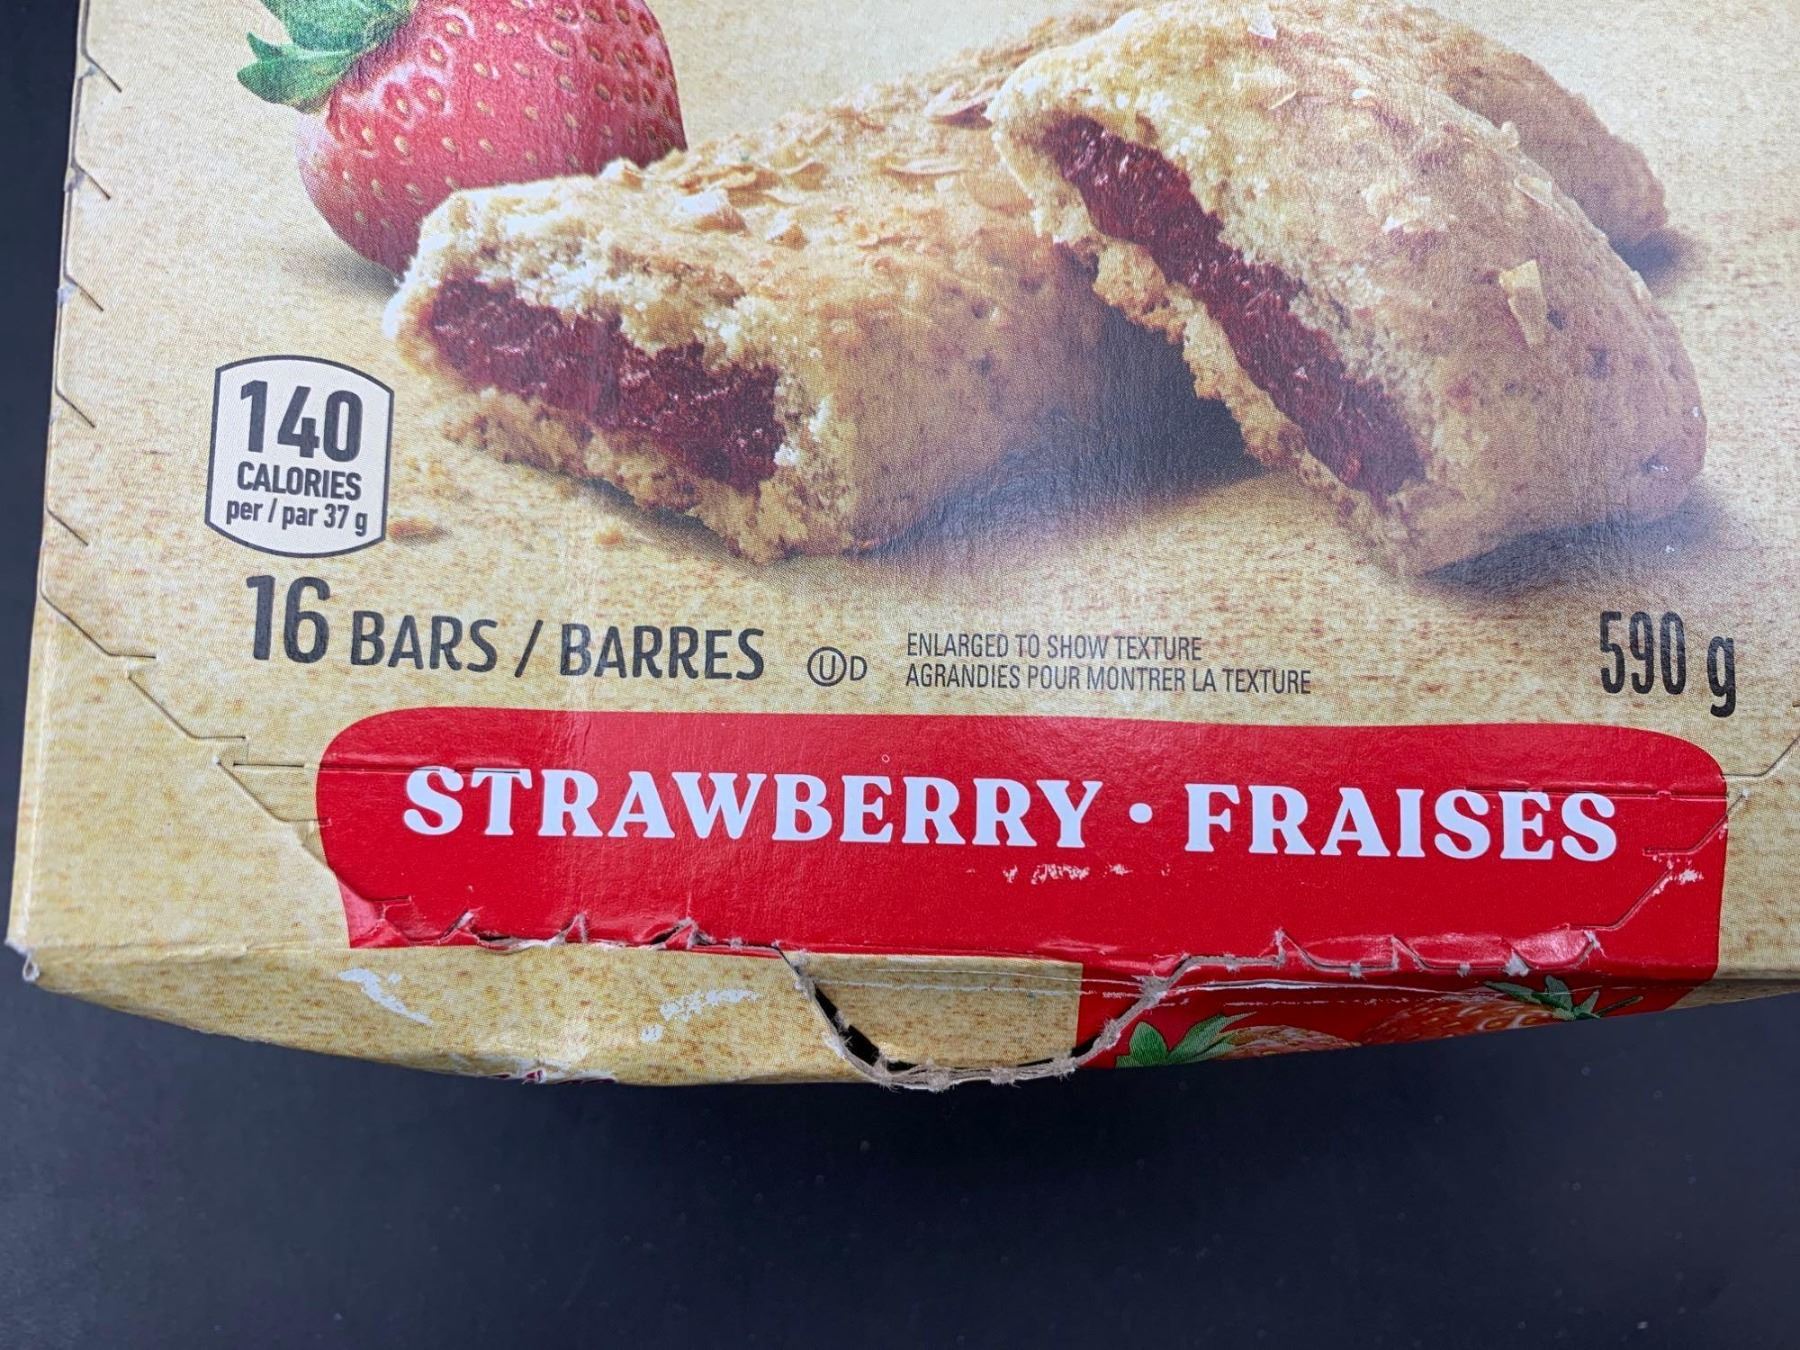 140
CALORIES
per / par 37 g
16 BARS / BARRES
UD
ENLARGED TO SHOW TEXTURE
AGRANDIES POUR MONTRER LA TEXTURE
590 g
STRAWBERRY • FRAISES